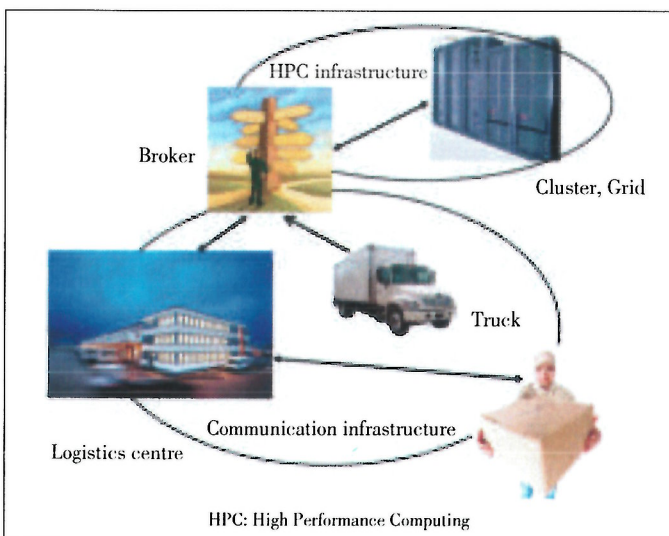 HPC infrastructure
Broker
Cluster, Grid
Truck
Communication infrastructure
Logistics centre
HPC: High Performance Computing